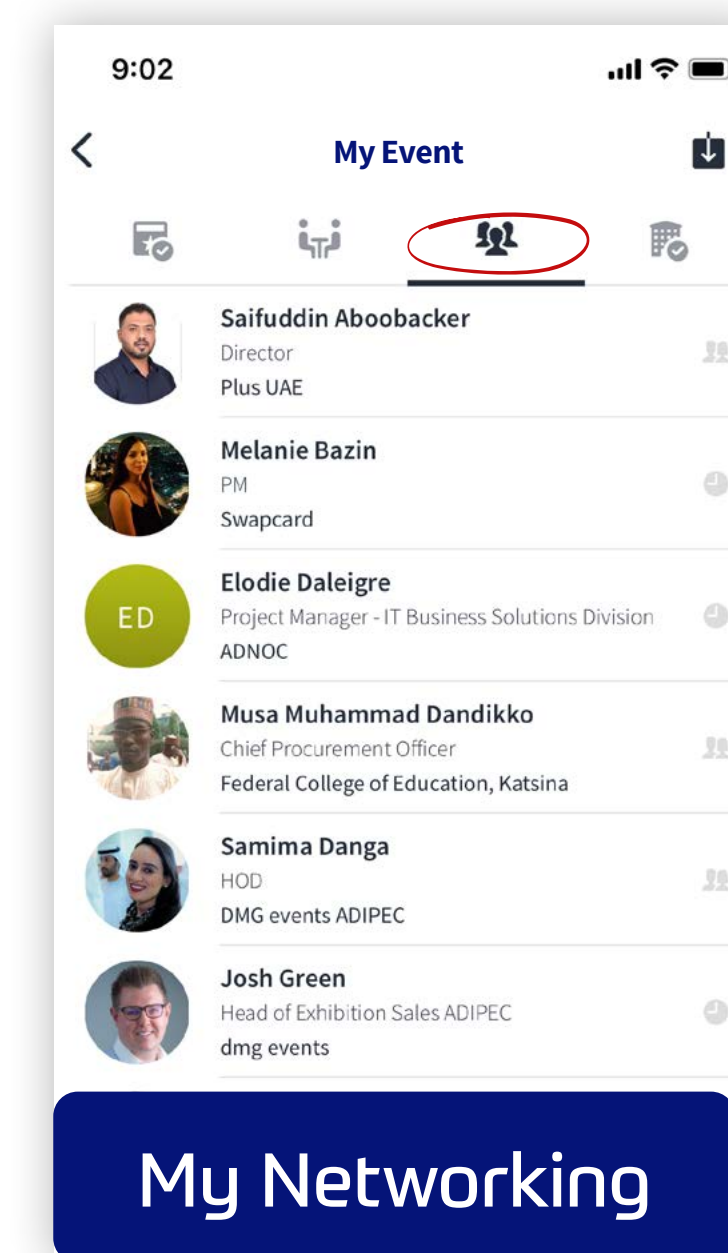 9:02
My Event
Saifuddin Aboobacker
Director
Plus UAE
Melanie Bazin
PM
Swapcard
ED
Elodie Daleigre
Project Manager - IT Business Solutions Division
ADNOC
Musa Muhammad Dandikko
Chief Procurement Officer
Federal College of Education, Katsina
Samima Danga
HOD
DMG events ADIPEC
Josh Green
Head of Exhibition Sales ADIPEC
dmg events
My Networking